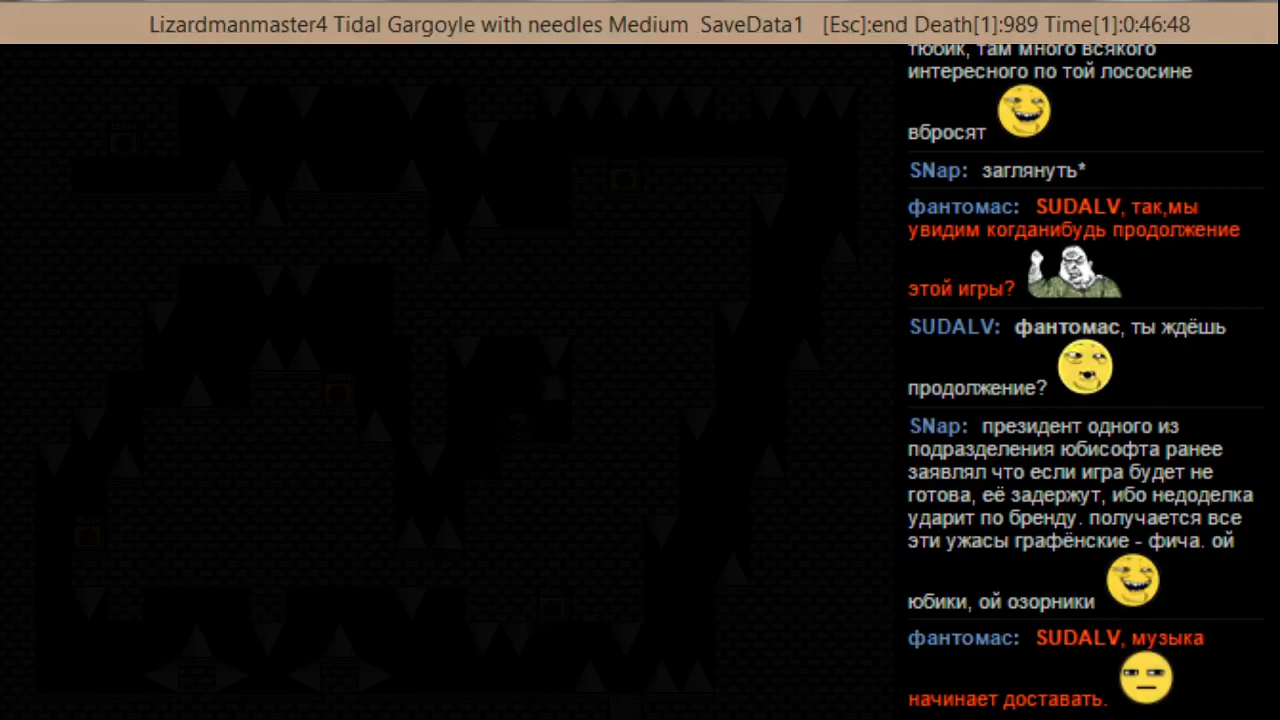 Lizardmanmaster4 Tidal Gargoyle with needles Medium  SaveData1   [Esc]:end Death[1]:989 Time[1]:0:46:48
тюбик, там много всякого
интересного по той лососине
вбросят
SNap: заглянуть*
фантомас: SUDALV, так,мы
увидим когданибудь продолжение
этой игры?
SUDALV: фантомас, ты ждёшь
продолжение?
SNap: президент одного из
подразделения юбисофта ранее
заявлял что если игра будет не
готова, её задержут, ибо недоделка
ударит по бренду. получается все
эти ужасы графёнские - фича. ой
юбики, ой озорники
фантомас: SUDALV, музыка
начинает доставать.